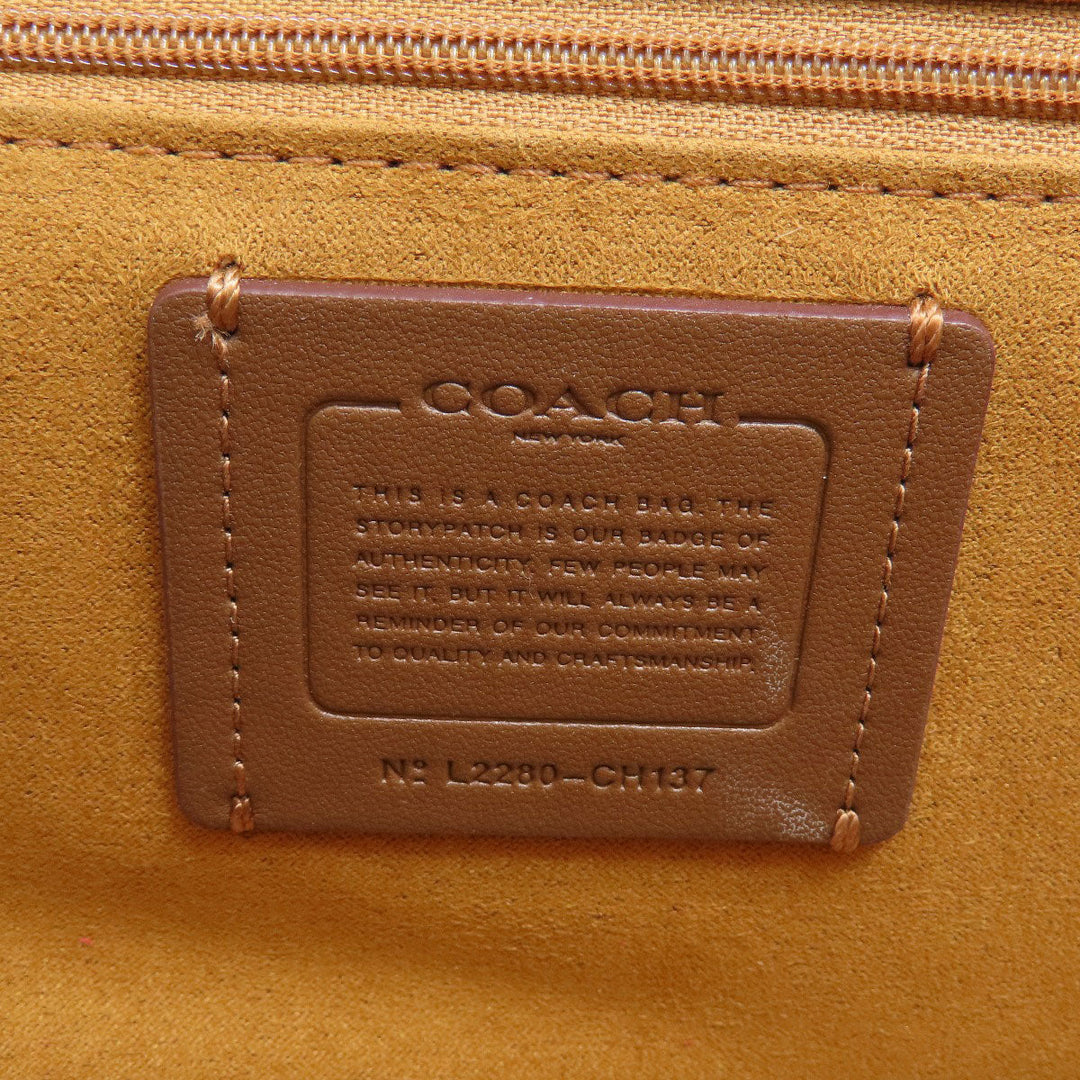 COACH
NEW YORK
THIS IS A COACH BAG. THE
STORYPATCH IS OUR BADGE OF
AUTHENTICITY. FEW PEOPLE MAY
SEE IT, BUT IT WILL ALWAYS BE A
REMINDER OF OUR COMMITMENT
TO QUALITY AND CRAFTSMANSHIP.
Nº L2280-CH137